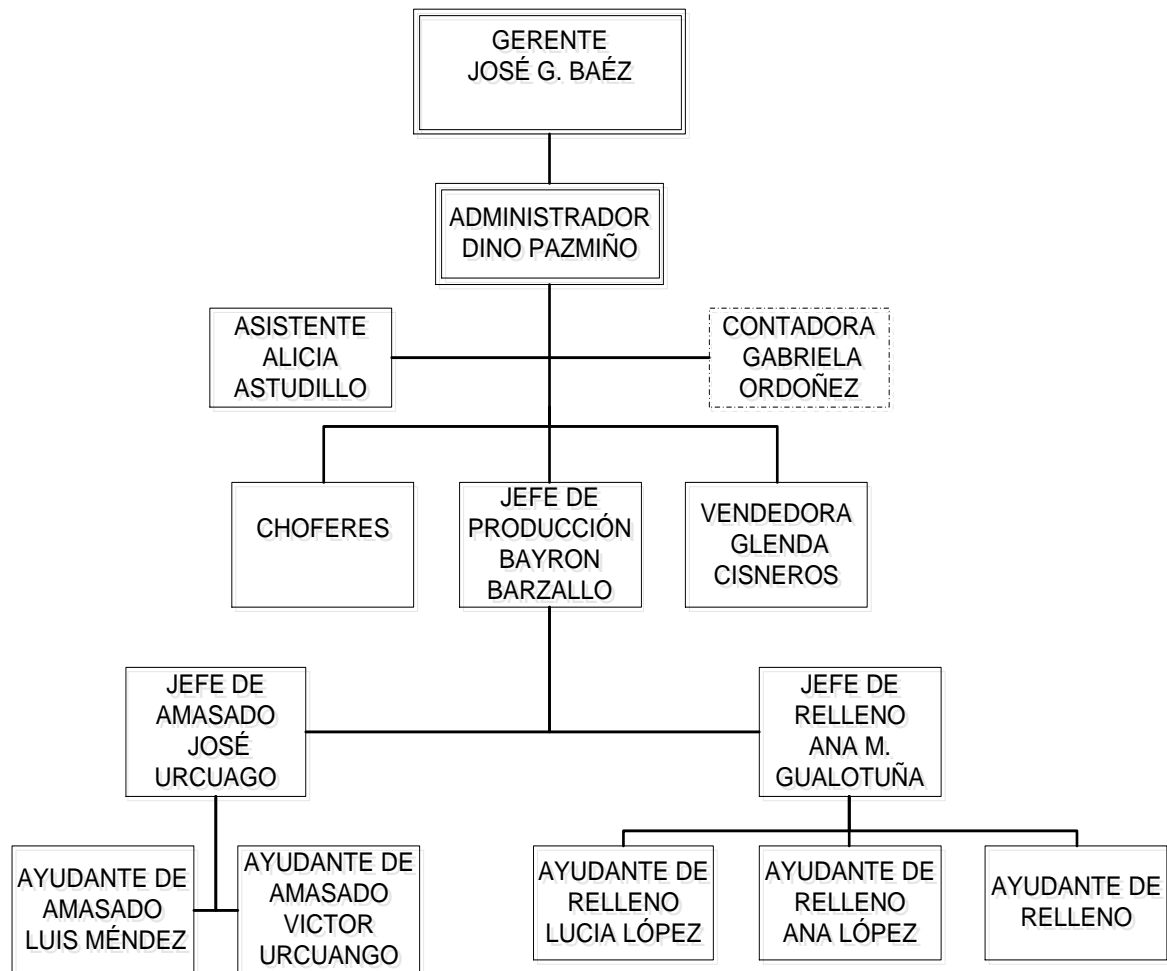 GERENTE
JOSÉ G. BAÉZ
ADMINISTRADOR
DINO PAZMIÑO
ASISTENTE
ALICIA
ASTUDILLO
CONTADORA
GABRIELA
ORDOÑEZ
CHOFERES
JEFE DE
PRODUCCIÓN
BAYRON
BARZALLO
VENDEDORA
GLENDA
CISNEROS
JEFE DE
AMASADO
JOSÉ
URCUAGO
JEFE DE
RELLENO
ANA M.
GUALOTUÑA
AYUDANTE DE
AMASADO
LUIS MÉNDEZ
AYUDANTE DE
AMASADO
VICTOR
URCUANGO
AYUDANTE DE
RELLENO
LUCIA LÓPEZ
AYUDANTE DE
RELLENO
ANA LÓPEZ
AYUDANTE DE
RELLENO